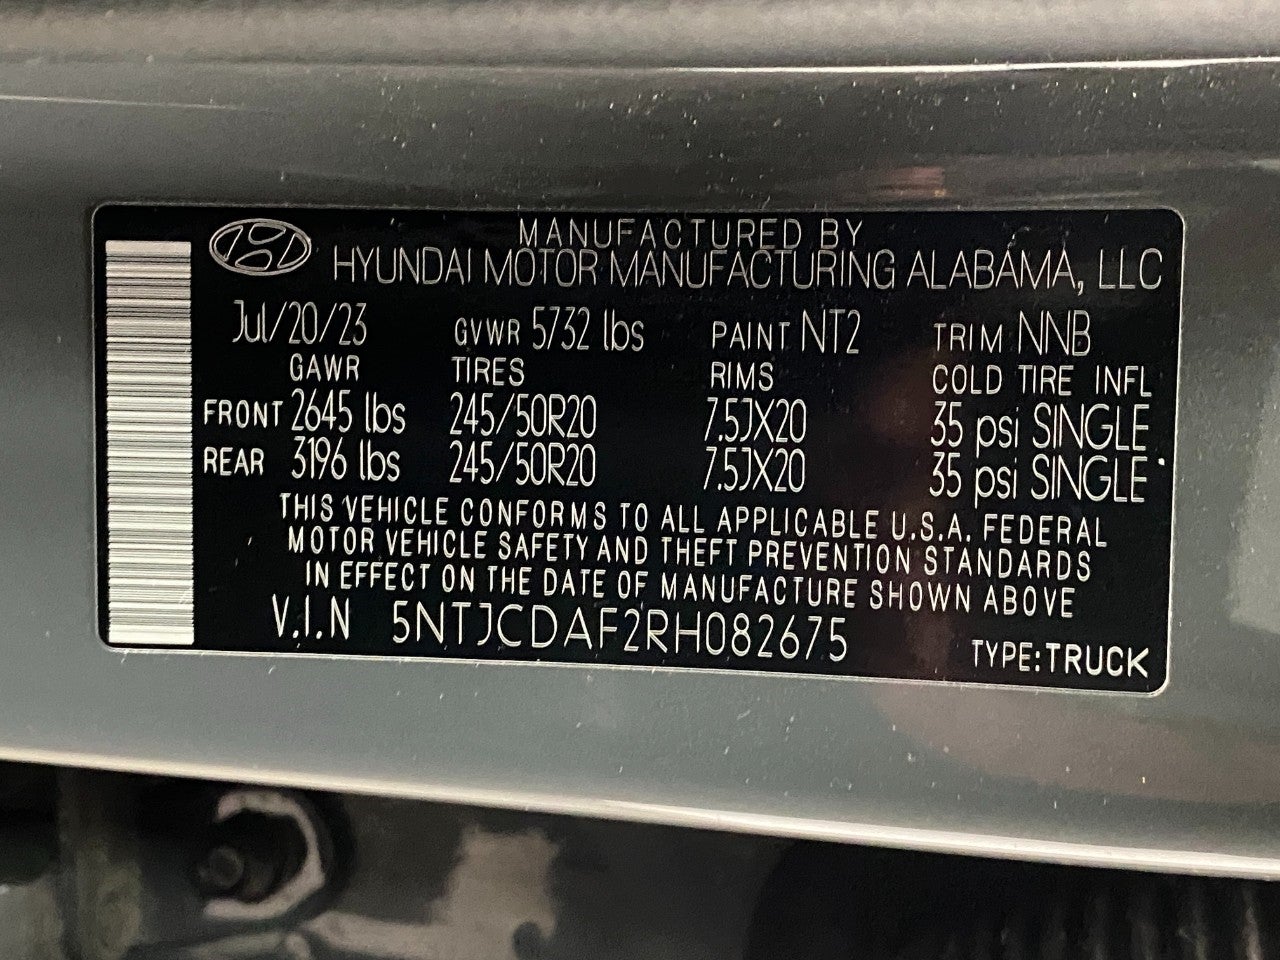 MANUFACTURED BY
HYUNDAI MOTOR MANUFACTURING ALABAMA, LLC
Jul/20/23 GVWR 5732 lbs PAINT NT2 TRIM NNB
GAWR TIRES RIMS COLD TIRE INFL
FRONT 2645 lbs 245/50R20 7.5JX20 35 psi SINGLE
REAR 3196 lbs 245/50R20 7.5JX20 35 psi SINGLE
THIS VEHICLE CONFORMS TO ALL APPLICABLE U.S.A. FEDERAL
MOTOR VEHICLE SAFETY AND THEFT PREVENTION STANDARDS
IN EFFECT ON THE DATE OF MANUFACTURE SHOWN ABOVE
V.I.N 5NTJCDAF2RH082675 TYPE:TRUCK